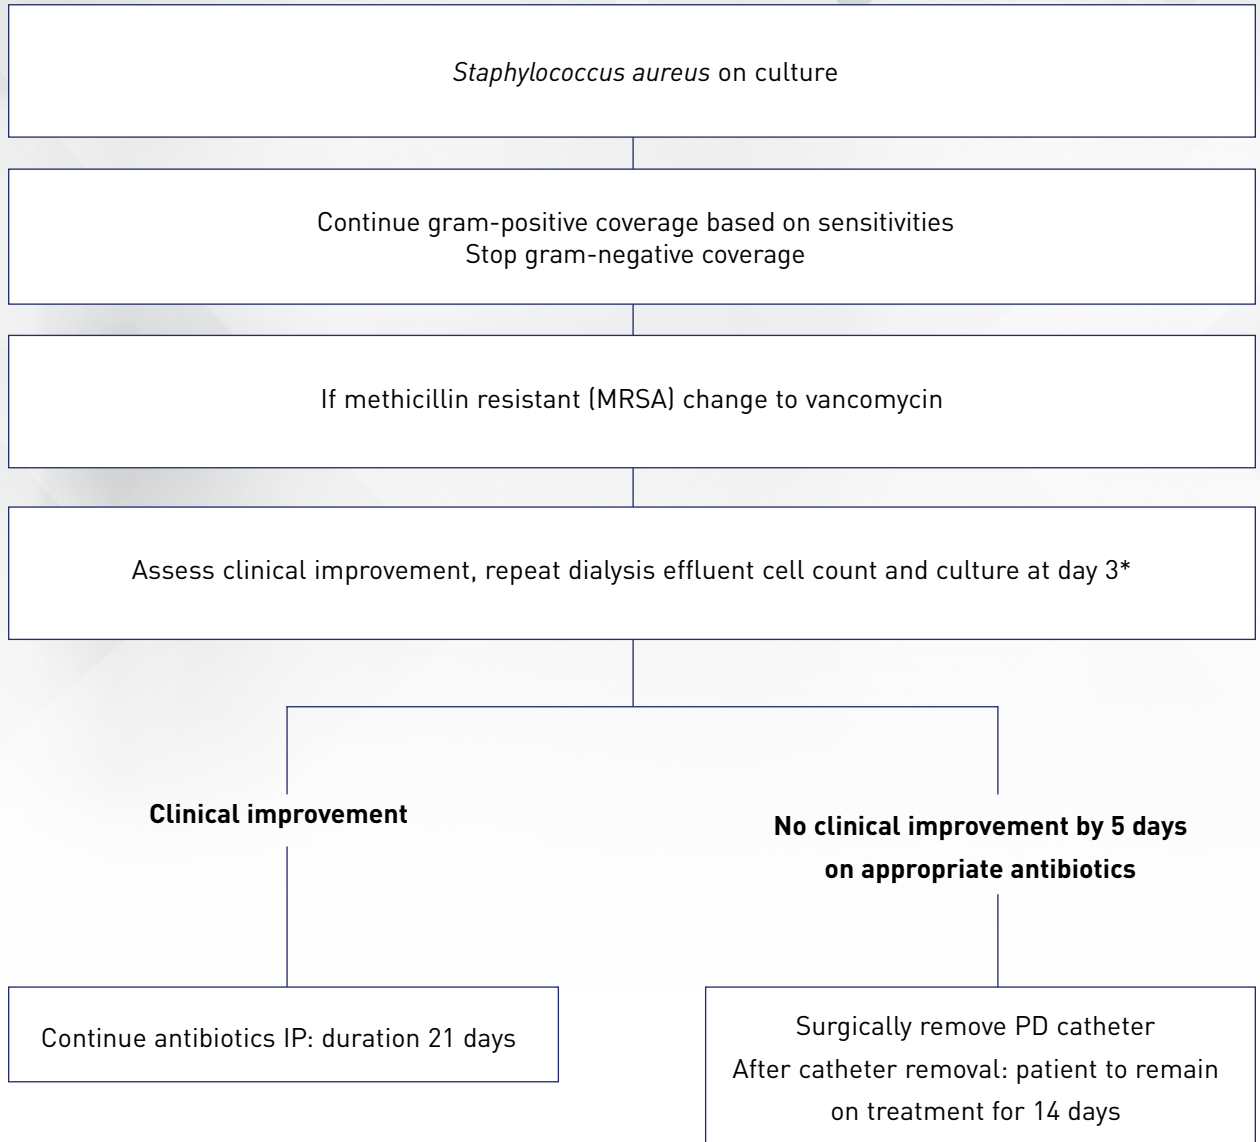 Staphylococcus aureus on culture
Continue gram-positive coverage based on sensitivities
Stop gram-negative coverage
If methicillin resistant (MRSA) change to vancomycin
Assess clinical improvement, repeat dialysis effluent cell count and culture at day 3*
Clinical improvement
No clinical improvement by 5 days
on appropriate antibiotics
Continue antibiotics IP: duration 21 days
Surgically remove PD catheter
After catheter removal: patient to remain
on treatment for 14 days